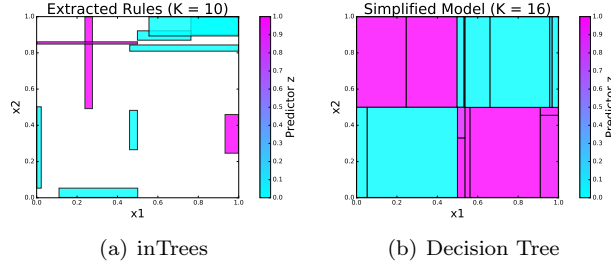 Extracted Rules (K = 10)
1.0
0.8
0.6
0.4
0.2
0.0
x2
0.0 0.2 0.4 0.6 0.8 1.0
x1
1.0
0.9
0.8
0.7
0.6
0.5
0.4
0.3
0.2
0.1
0.0
Predictor z
(a) inTrees
Simplified Model (K = 16)
1.0
0.8
0.6
0.4
0.2
0.0
x2
0.0 0.2 0.4 0.6 0.8 1.0
x1
1.0
0.9
0.8
0.7
0.6
0.5
0.4
0.3
0.2
0.1
0.0
Predictor z
(b) Decision Tree